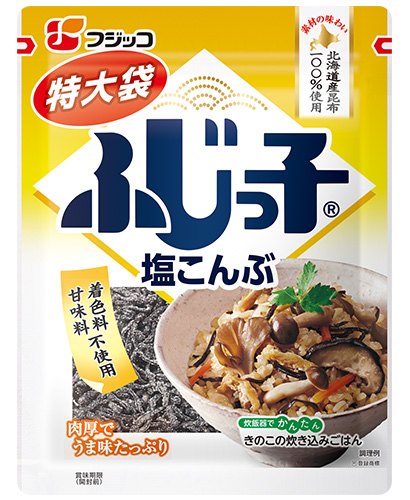 フジッコ
特大袋
素材の味わい
北海道産昆布
一〇〇%使用
ふじっ子®
塩こんぶ
着色料不使用
甘味料
肉厚で
うま味たっぷり
炊飯器でかんたん
きのこの炊き込みごはん
調理例
※登録商標
賞味期限
(開封前)